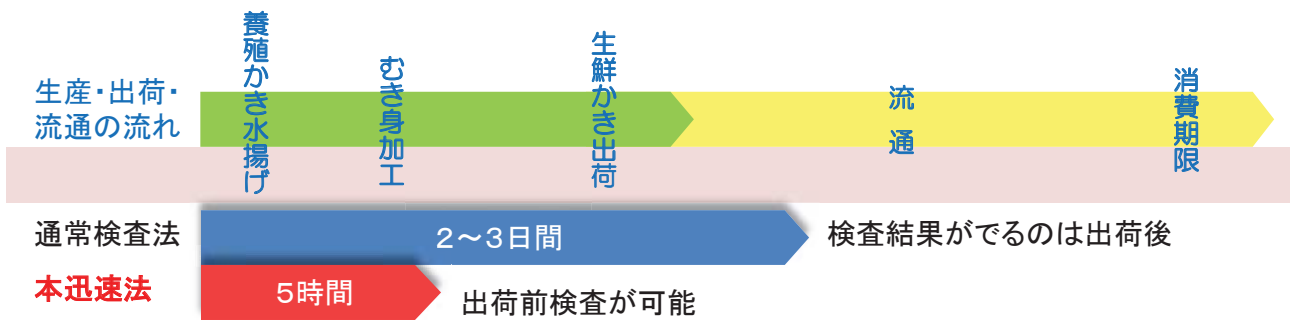 生産・出荷・
流通の流れ
養殖かき水揚げ
むき身加工
生鮮かき出荷
流通
消費期限
通常検査法
２～３日間
検査結果がでるのは出荷後
本迅速法
５時間
出荷前検査が可能